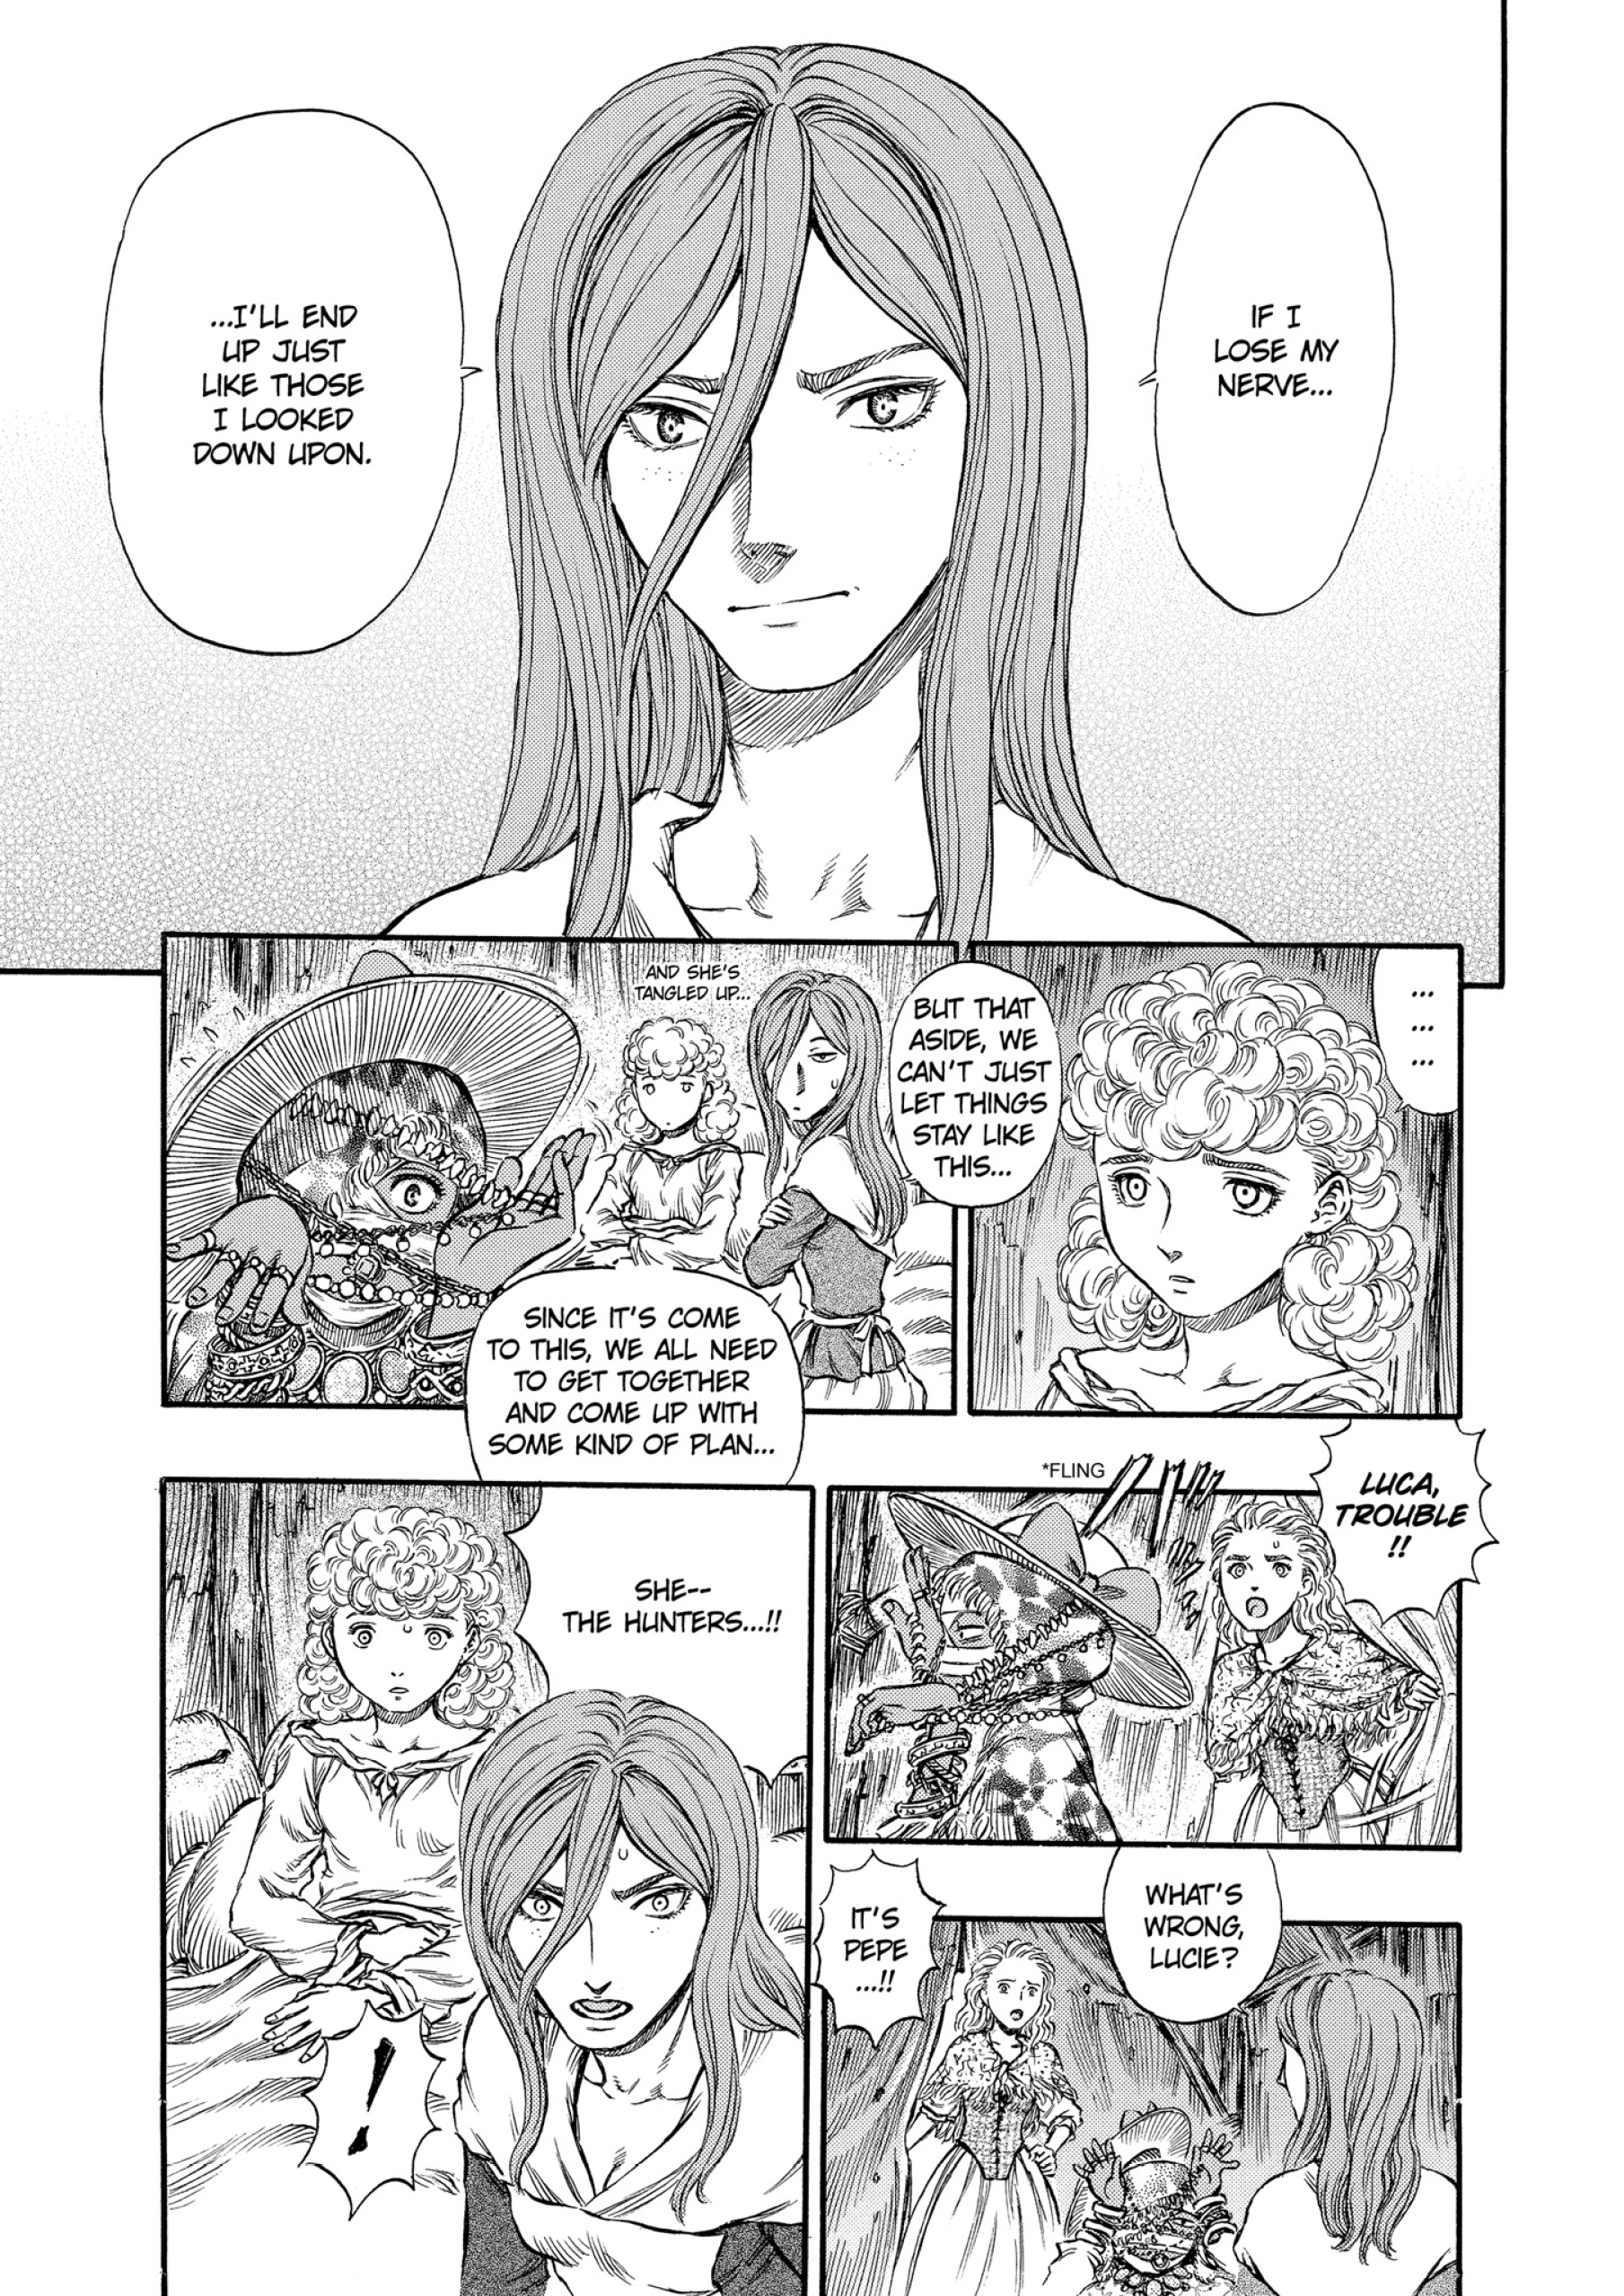 IF I
LOSE MY
NERVE...
...I'LL END
UP JUST
LIKE THOSE
I LOOKED
DOWN UPON.
...
...
...
BUT THAT
ASIDE, WE
CAN'T JUST
LET THINGS
STAY LIKE
THIS...
AND SHE'S
TANGLED UP...
SINCE IT'S COME
TO THIS, WE ALL NEED
TO GET TOGETHER
AND COME UP WITH
SOME KIND OF PLAN...
LUCA,
TROUBLE
!!
*FLING
WHAT'S
WRONG,
LUCIE?
IT'S
PEPE
...!!
SHE--
THE HUNTERS...!!
!